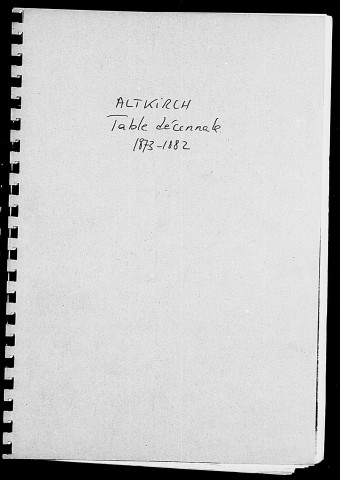 ALTKiRCH
Table décennale
1873-1882